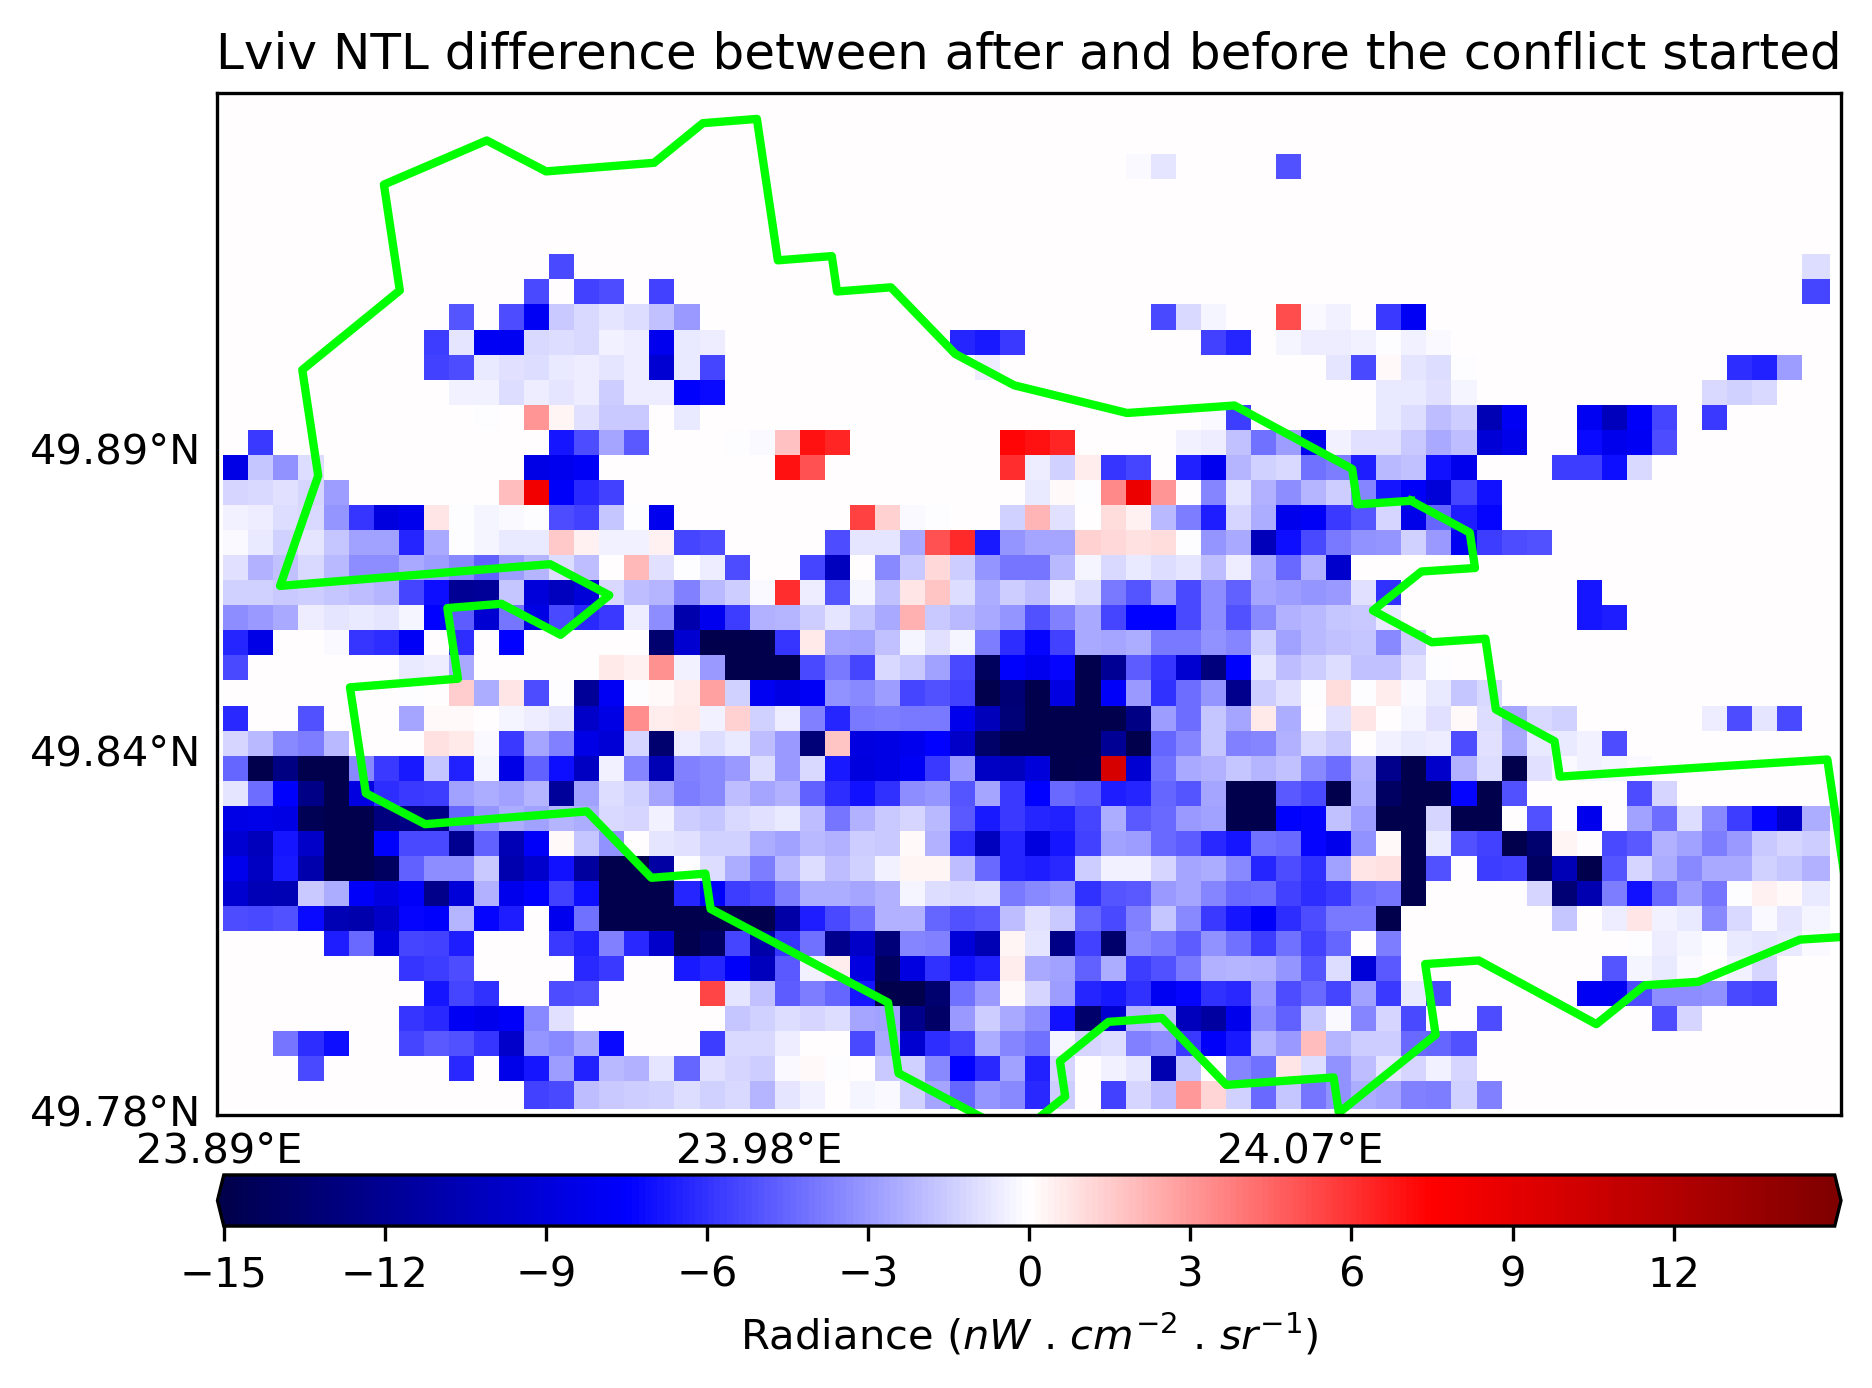 Lviv NTL difference between after and before the conflict started
49.89°N
49.84°N
49.78°N
23.89°E 23.98°E 24.07°E
−15 −12 −9 −6 −3 0 3 6 9 12
Radiance (nW . cm⁻² . sr⁻¹)